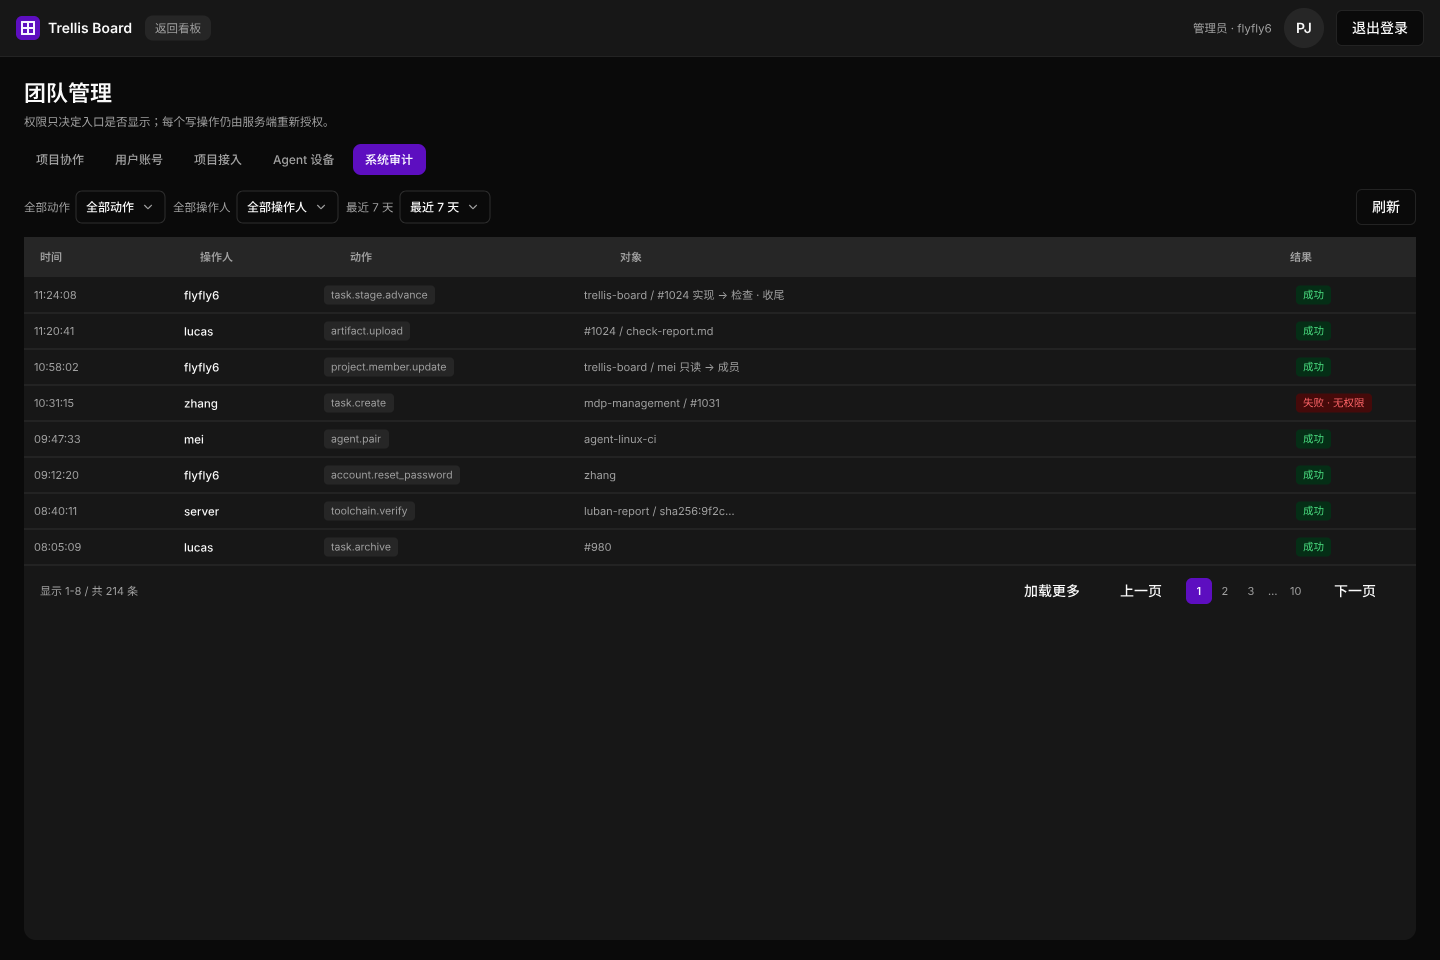 Trellis Board 返回看板 管理员 · flyfly6 PJ 退出登录
团队管理
权限只决定入口是否显示；每个写操作仍由服务端重新授权。
项目协作 用户账号 项目接入 Agent 设备 系统审计
全部动作 全部动作 全部操作人 全部操作人 最近 7 天 最近 7 天 刷新
时间 操作人 动作 对象 结果
11:24:08 flyfly6 task.stage.advance trellis-board / #1024 实现 → 检查 · 收尾 成功
11:20:41 lucas artifact.upload #1024 / check-report.md 成功
10:58:02 flyfly6 project.member.update trellis-board / mei 只读 → 成员 成功
10:31:15 zhang task.create mdp-management / #1031 失败 · 无权限
09:47:33 mei agent.pair agent-linux-ci 成功
09:12:20 flyfly6 account.reset_password zhang 成功
08:40:11 server toolchain.verify luban-report / sha256:9f2c... 成功
08:05:09 lucas task.archive #980 成功
显示 1-8 / 共 214 条 加载更多 上一页 1 2 3 ... 10 下一页